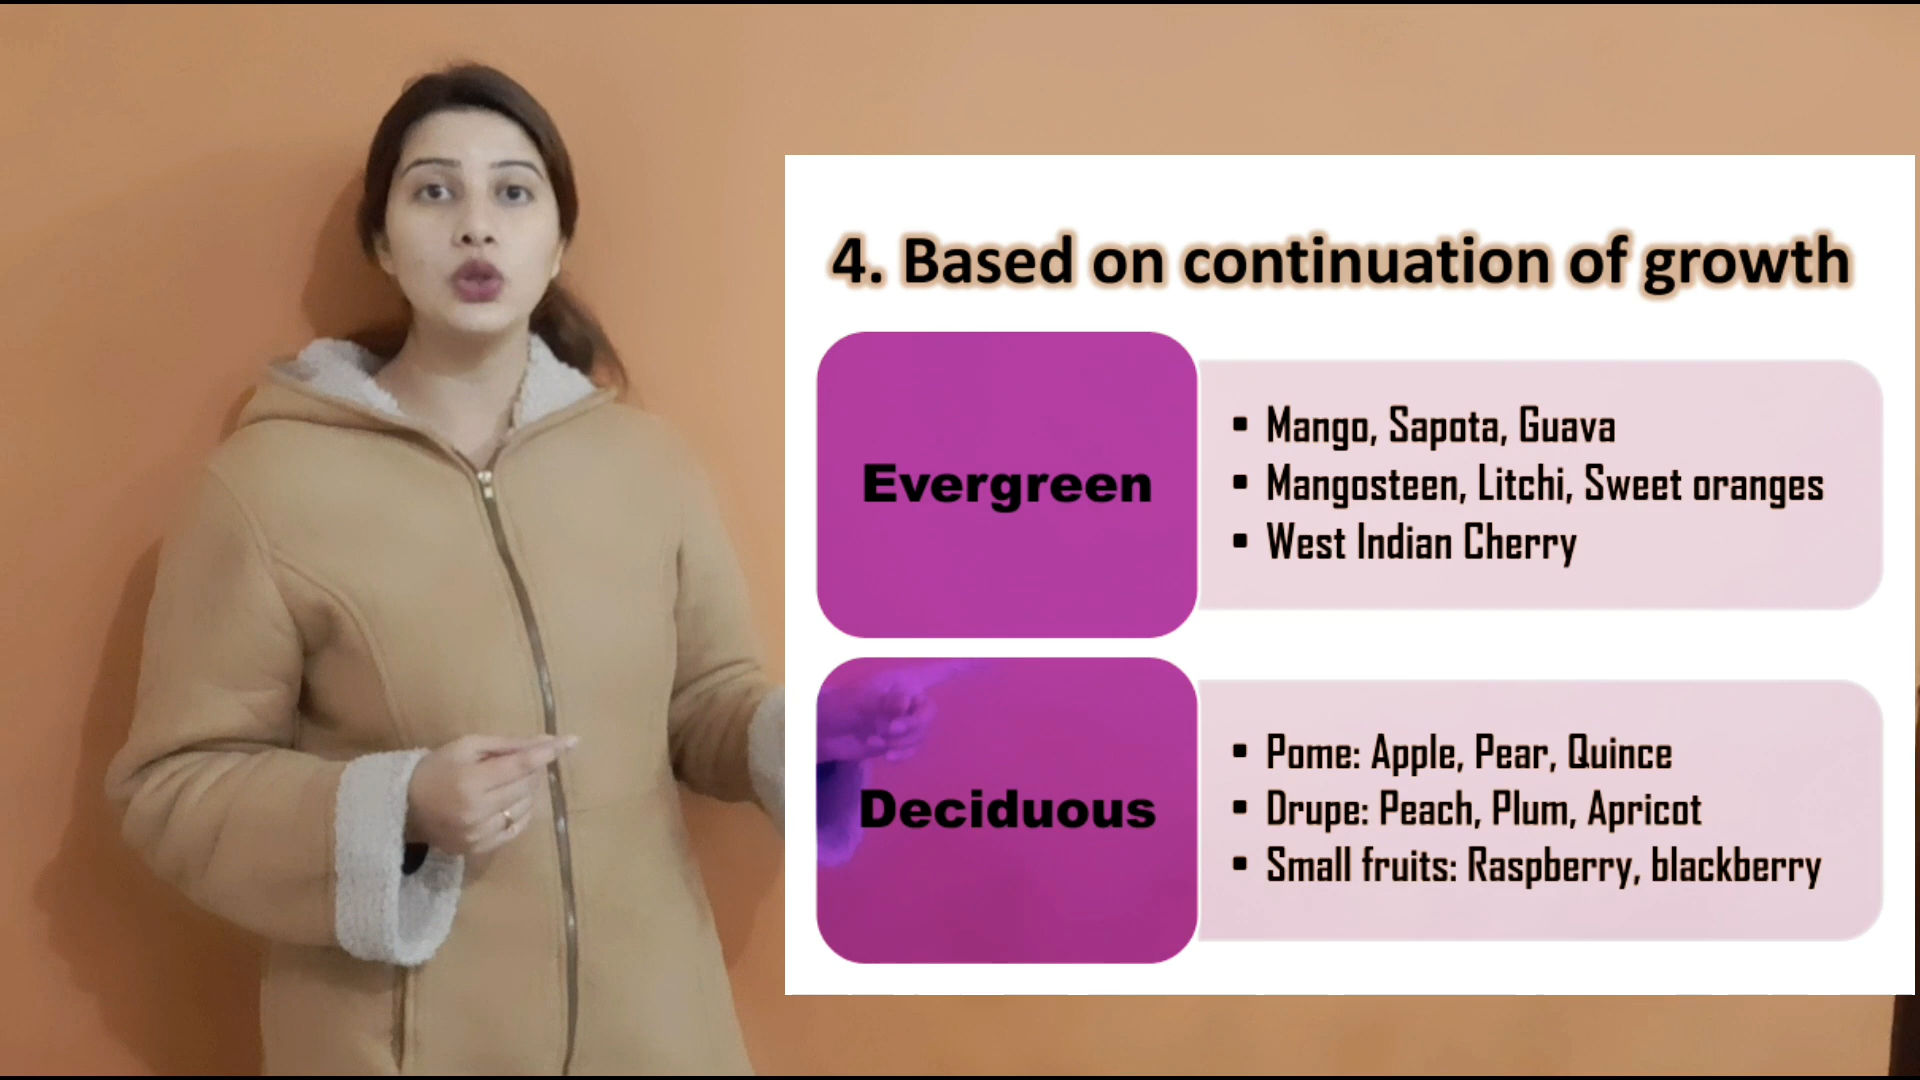 4. Based on continuation of growth
Evergreen
▪ Mango, Sapota, Guava
▪ Mangosteen, Litchi, Sweet oranges
▪ West Indian Cherry
Deciduous
▪ Pome: Apple, Pear, Quince
▪ Drupe: Peach, Plum, Apricot
▪ Small fruits: Raspberry, blackberry